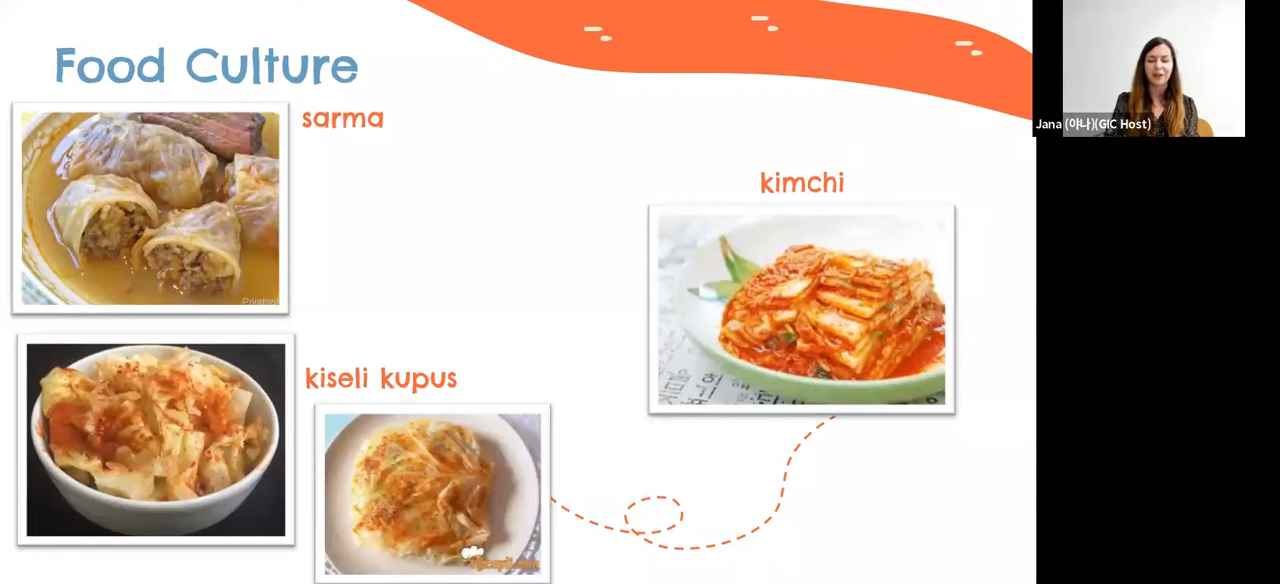 Food Culture
sarma
kimchi
kiseli kupus
Jana (야나)(GIC Host)